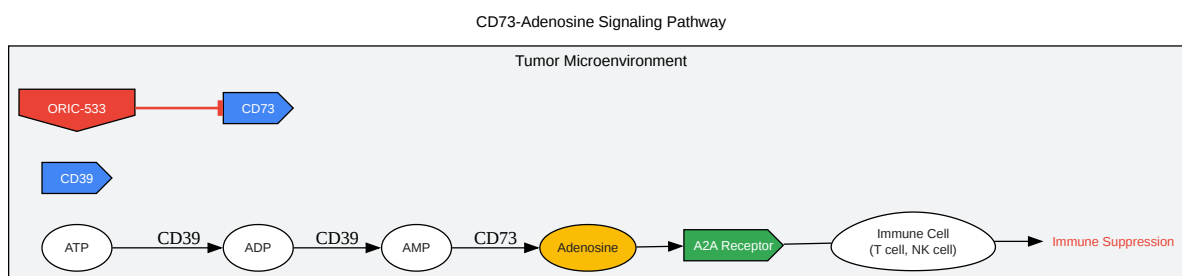 CD73-Adenosine Signaling Pathway
Tumor Microenvironment
ORIC-533
CD73
CD39
ATP
CD39
ADP
CD39
AMP
CD73
Adenosine
A2A Receptor
Immune Cell
(T cell, NK cell)
Immune Suppression